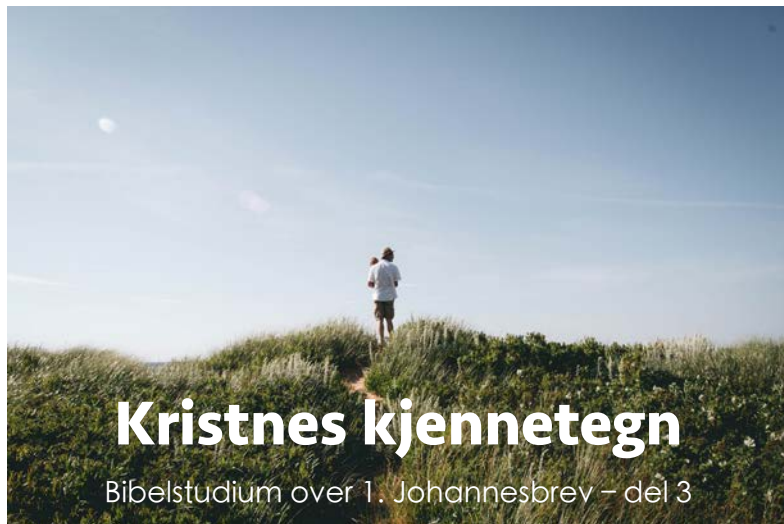 Kristnes kjennetegn
Bibelstudium over 1. Johannesbrev – del 3